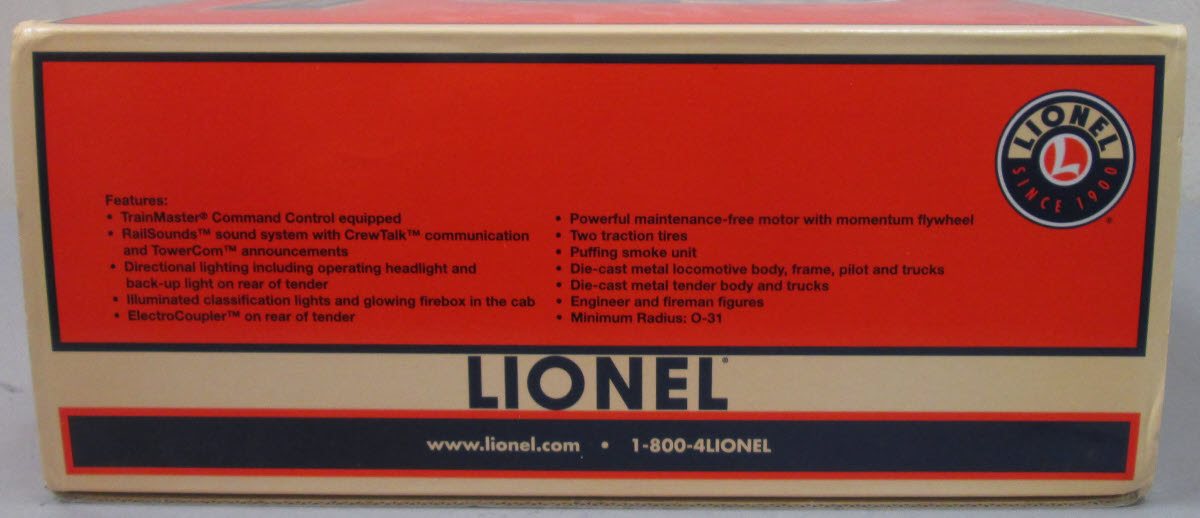 LIONEL
L
SINCE 1900
®
Features:
• TrainMaster® Command Control equipped
• RailSounds™ sound system with CrewTalk™ communication
and TowerCom™ announcements
• Directional lighting including operating headlight and
back-up light on rear of tender
• Illuminated classification lights and glowing firebox in the cab
• ElectroCoupler™ on rear of tender
• Powerful maintenance-free motor with momentum flywheel
• Two traction tires
• Puffing smoke unit
• Die-cast metal locomotive body, frame, pilot and trucks
• Die-cast metal tender body and trucks
• Engineer and fireman figures
• Minimum Radius: O-31
LIONEL®
www.lionel.com • 1-800-4LIONEL